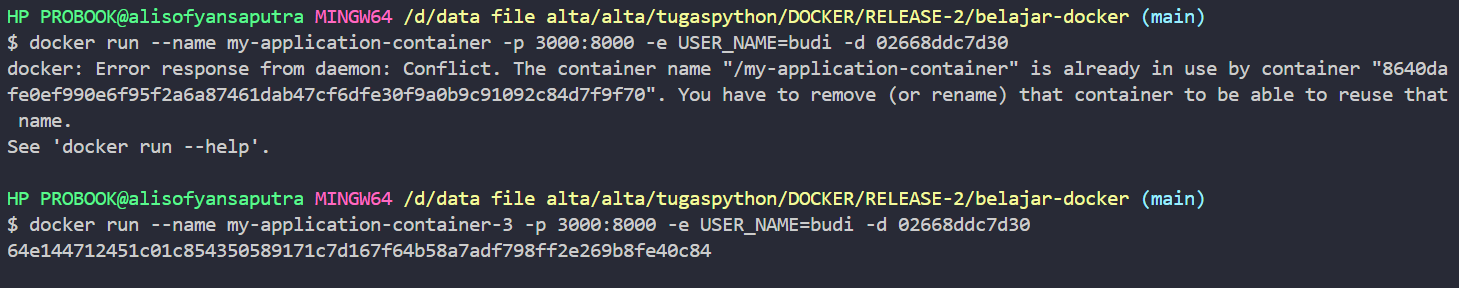 HP PROBOOK@alisofyansaputra MINGW64 /d/data file alta/alta/tugaspython/DOCKER/RELEASE-2/belajar-docker (main)
$ docker run --name my-application-container -p 3000:8000 -e USER_NAME=budi -d 02668ddc7d30
docker: Error response from daemon: Conflict. The container name "/my-application-container" is already in use by container "8640da
fe0ef990e6f95f2a6a87461dab47cf6dfe30f9a0b9c91092c84d7f9f70". You have to remove (or rename) that container to be able to reuse that
 name.
See 'docker run --help'.
HP PROBOOK@alisofyansaputra MINGW64 /d/data file alta/alta/tugaspython/DOCKER/RELEASE-2/belajar-docker (main)
$ docker run --name my-application-container-3 -p 3000:8000 -e USER_NAME=budi -d 02668ddc7d30
64e144712451c01c854350589171c7d167f64b58a7adf798ff2e269b8fe40c84